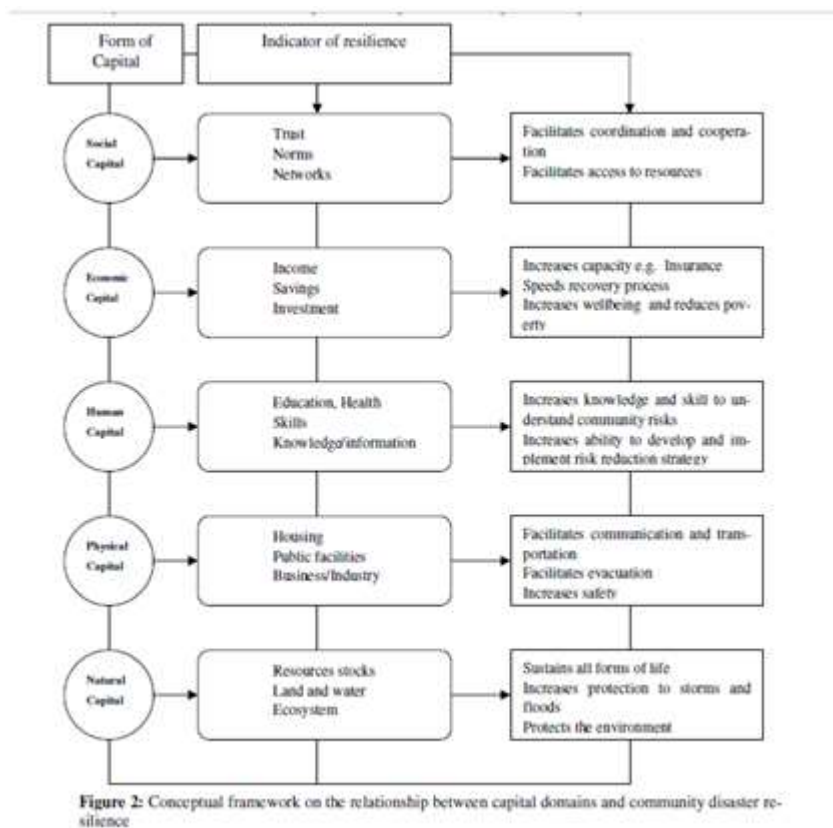 Form of
Capital
Indicator of resilience
Social
Capital
Trust
Norms
Networks
Facilitates coordination and coopera-
tion
Facilitates access to resources
Economic
Capital
Income
Savings
Investment
Increases capacity e.g. Insurance
Speeds recovery process
Increases wellbeing and reduces pov-
erty
Human
Capital
Education, Health
Skills
Knowledge/information
Increases knowledge and skill to un-
derstand community risks
Increases ability to develop and im-
plement risk reduction strategy
Physical
Capital
Housing
Public facilities
Business/Industry
Facilitates communication and trans-
portation
Facilitates evacuation
Increases safety
Natural
Capital
Resources stocks
Land and water
Ecosystem
Sustains all forms of life
Increases protection to storms and
floods
Protects the environment
Figure 2: Conceptual framework on the relationship between capital domains and community disaster re-
silience